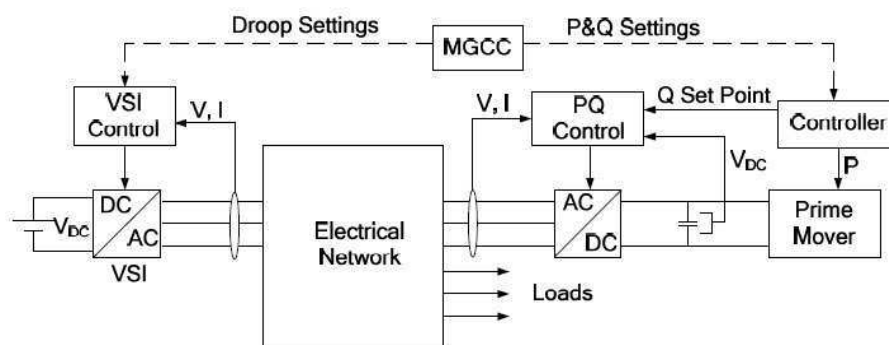 Droop Settings
P&Q Settings
MGCC
VSI
Control
V, I
V, I
PQ
Control
Q Set Point
Controller
VDC
P
VDC
DC
AC
VSI
Electrical
Network
AC
DC
Prime
Mover
Loads